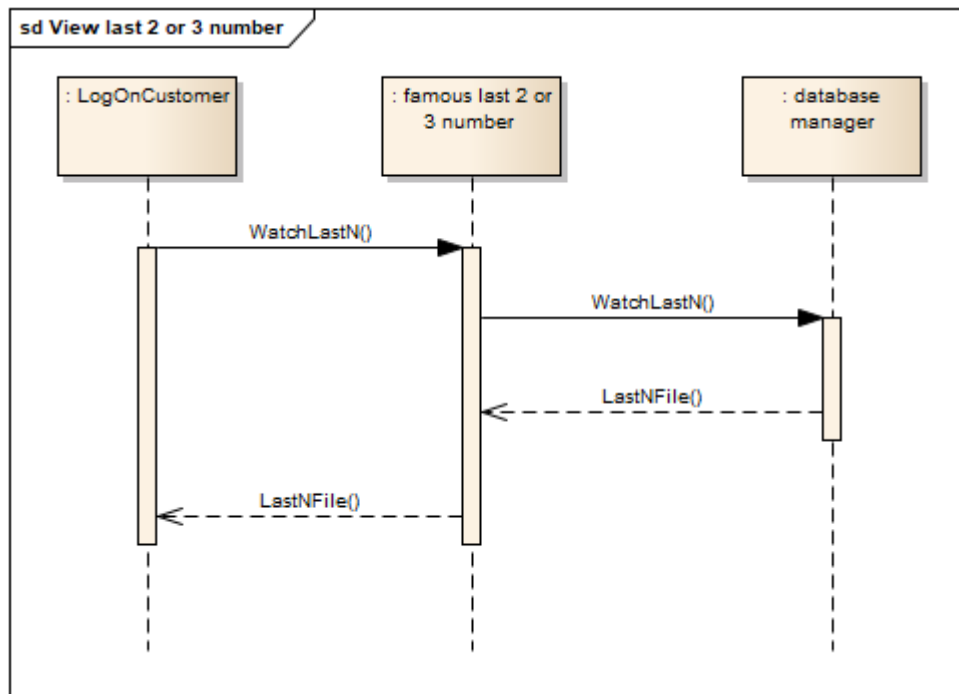 sd View last 2 or 3 number
: LogOnCustomer
: famous last 2 or
3 number
: database
manager
WatchLastN()
WatchLastN()
LastNFile()
LastNFile()